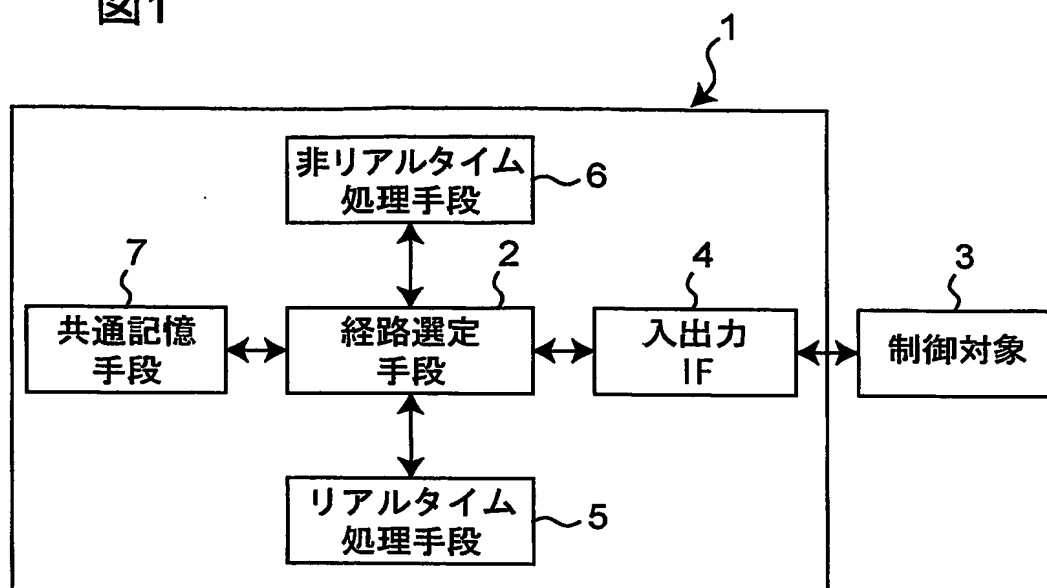 図1
1
非リアルタイム
処理手段
6
7
2
4
3
共通記憶
手段
経路選定
手段
入出力
IF
制御対象
リアルタイム
処理手段
5